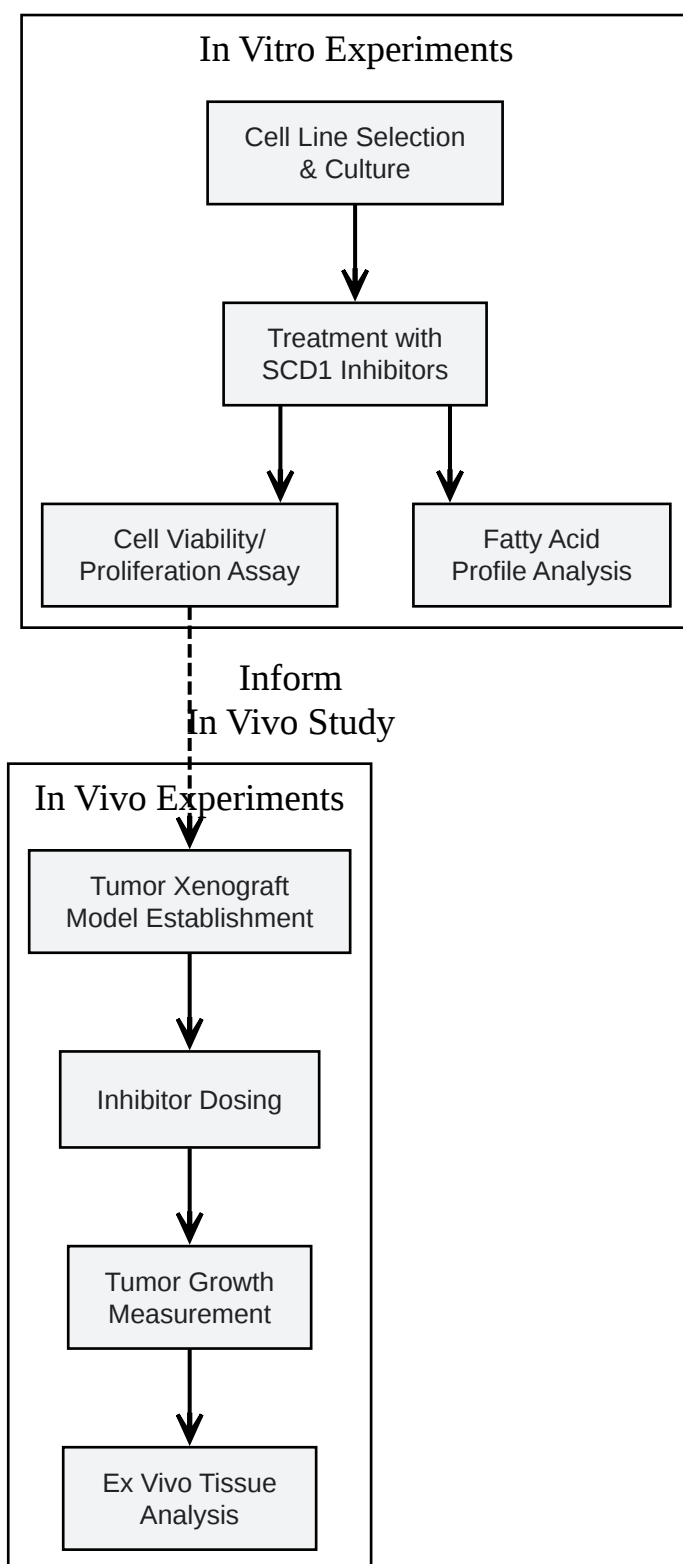 In Vitro Experiments
Cell Line Selection
& Culture
Treatment with
SCD1 Inhibitors
Cell Viability/
Proliferation Assay
Fatty Acid
Profile Analysis
Inform
In Vivo Study
In Vivo Experiments
Tumor Xenograft
Model Establishment
Inhibitor Dosing
Tumor Growth
Measurement
Ex Vivo Tissue
Analysis